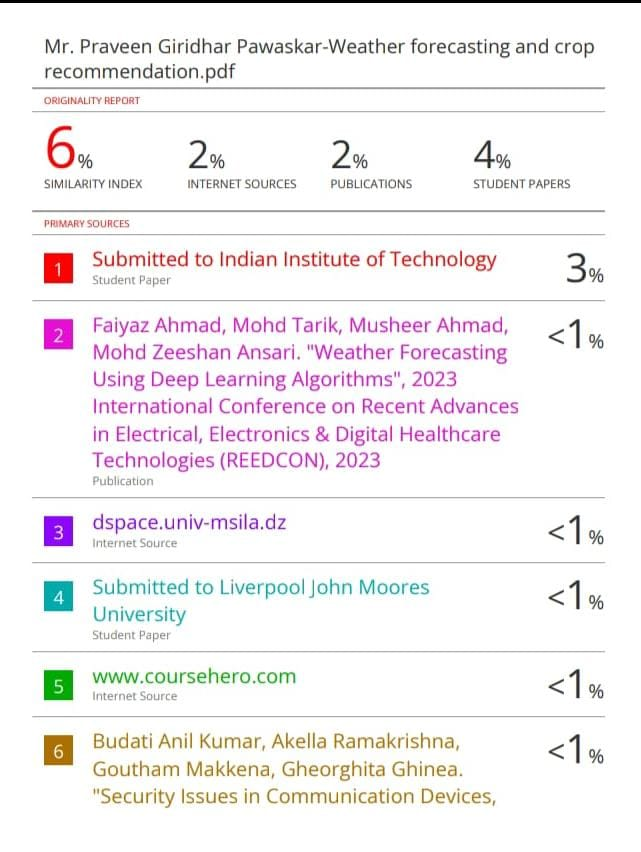 Mr. Praveen Giridhar Pawaskar-Weather forecasting and crop
recommendation.pdf
ORIGINALITY REPORT
6%
SIMILARITY INDEX
2%
INTERNET SOURCES
2%
PUBLICATIONS
4%
STUDENT PAPERS
PRIMARY SOURCES
1
Submitted to Indian Institute of Technology
Student Paper
3%
2
Faiyaz Ahmad, Mohd Tarik, Musheer Ahmad,
Mohd Zeeshan Ansari. "Weather Forecasting
Using Deep Learning Algorithms", 2023
International Conference on Recent Advances
in Electrical, Electronics & Digital Healthcare
Technologies (REEDCON), 2023
Publication
<1%
3
dspace.univ-msila.dz
Internet Source
<1%
4
Submitted to Liverpool John Moores
University
Student Paper
<1%
5
www.coursehero.com
Internet Source
<1%
6
Budati Anil Kumar, Akella Ramakrishna,
Goutham Makkena, Gheorghita Ghinea.
"Security Issues in Communication Devices,
<1%